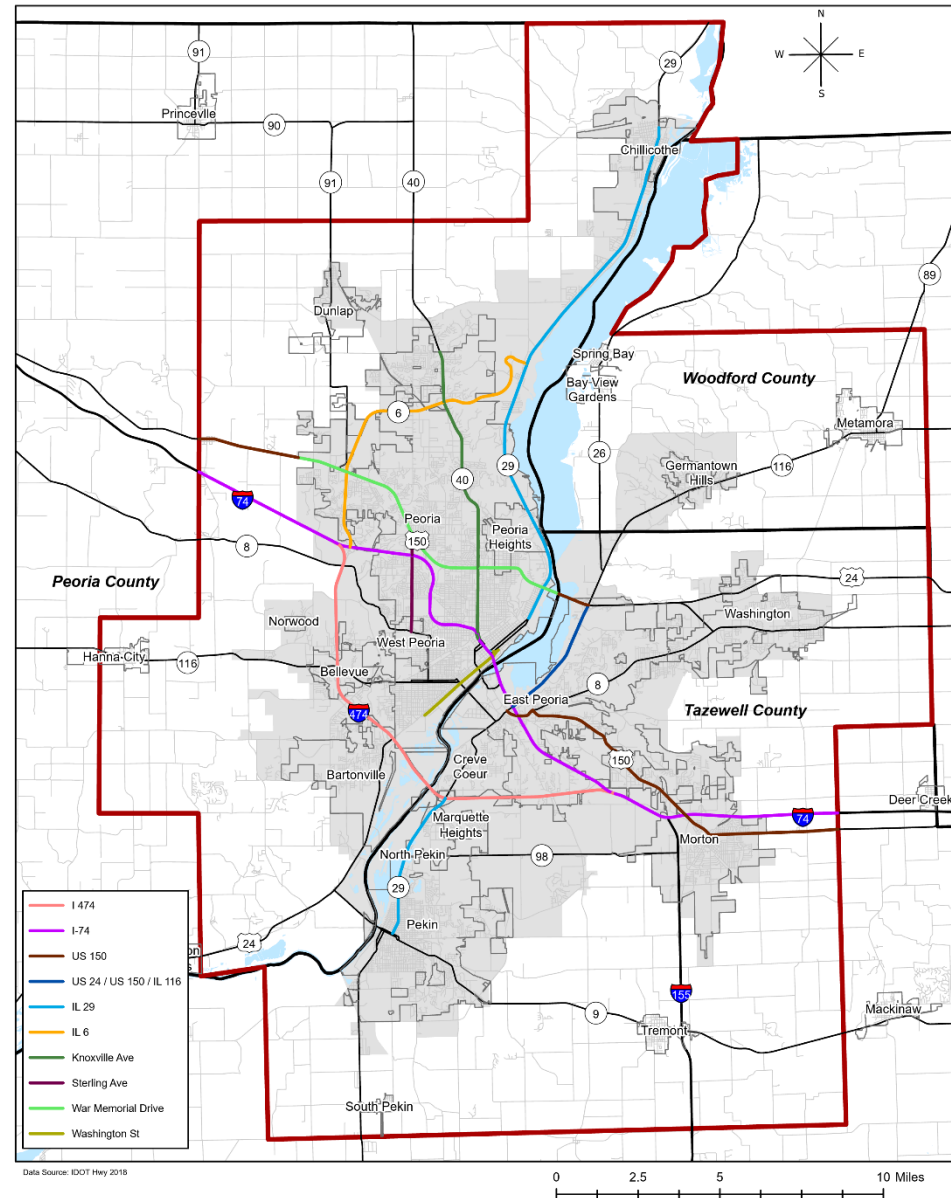 N
W E
S
91
29
Princeville
90
Chillicothe
91
40
89
Dunlap
Spring Bay
Bay View
Gardens
Woodford County
6
Metamora
26
29
116
40
Germantown
Hills
74
Peoria
150
Peoria
Heights
8
Peoria County
24
Washington
Norwood
West Peoria
Hanna-City
116
Bellevue
8
East Peoria
474
Tazewell County
150
Bartonville
Creve
Coeur
Deer Creek
74
Marquette
Heights
Morton
North Pekin
98
29
Pekin
24
155
9
Mackinaw
Tremont
South Pekin
I 474
I-74
US 150
US 24 / US 150 / IL 116
IL 29
IL 6
Knoxville Ave
Sterling Ave
War Memorial Drive
Washington St
Data Source: IDOT Hwy 2018
0 2.5 5 10 Miles